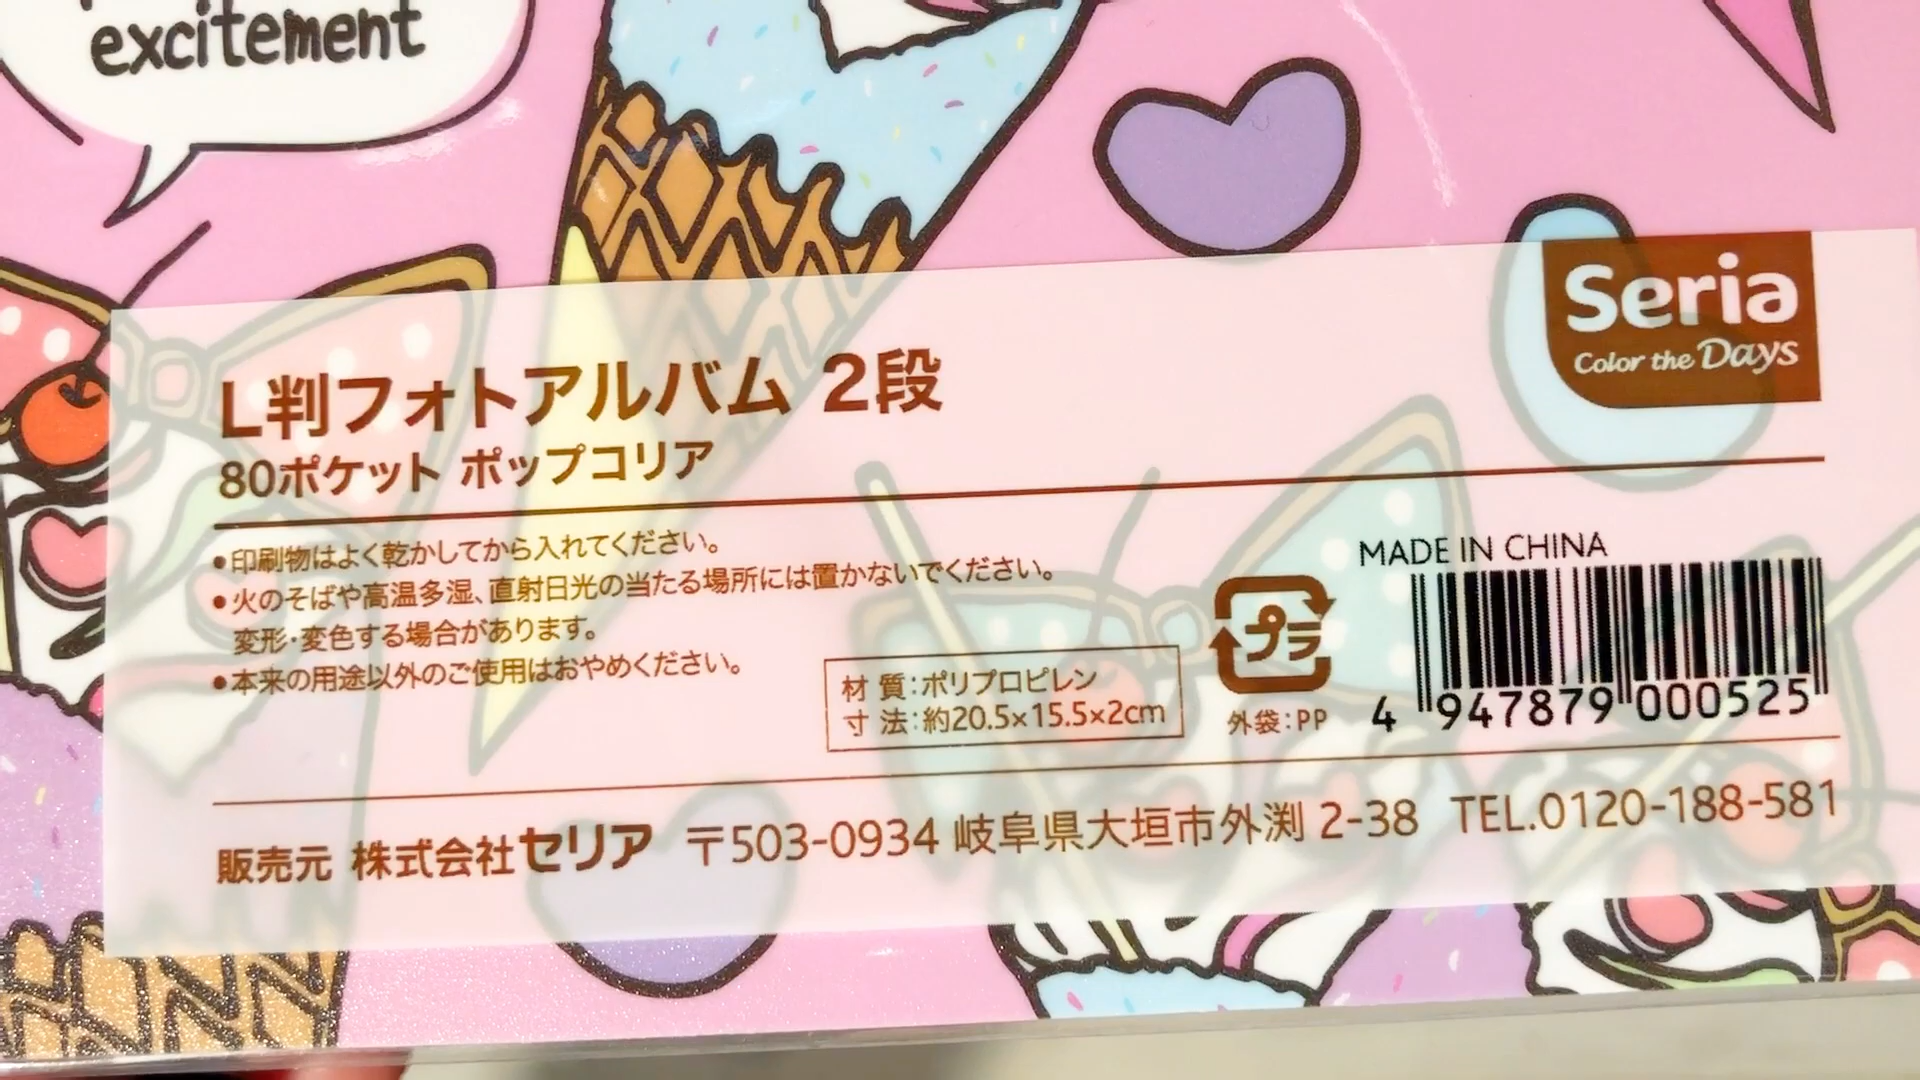 excitement
Seria
Color the Days
L判フォトアルバム 2段
80ポケット ポップコリア
●印刷物はよく乾かしてから入れてください。
●火のそばや高温多湿、直射日光の当たる場所には置かないでください。
変形・変色する場合があります。
●本来の用途以外のご使用はおやめください。
材 質：ポリプロピレン
寸 法：約20.5×15.5×2cm
プラ
外袋：PP
MADE IN CHINA
4 947879 000525
販売元 株式会社セリア 〒503-0934 岐阜県大垣市外渕 2-38 TEL.0120-188-581